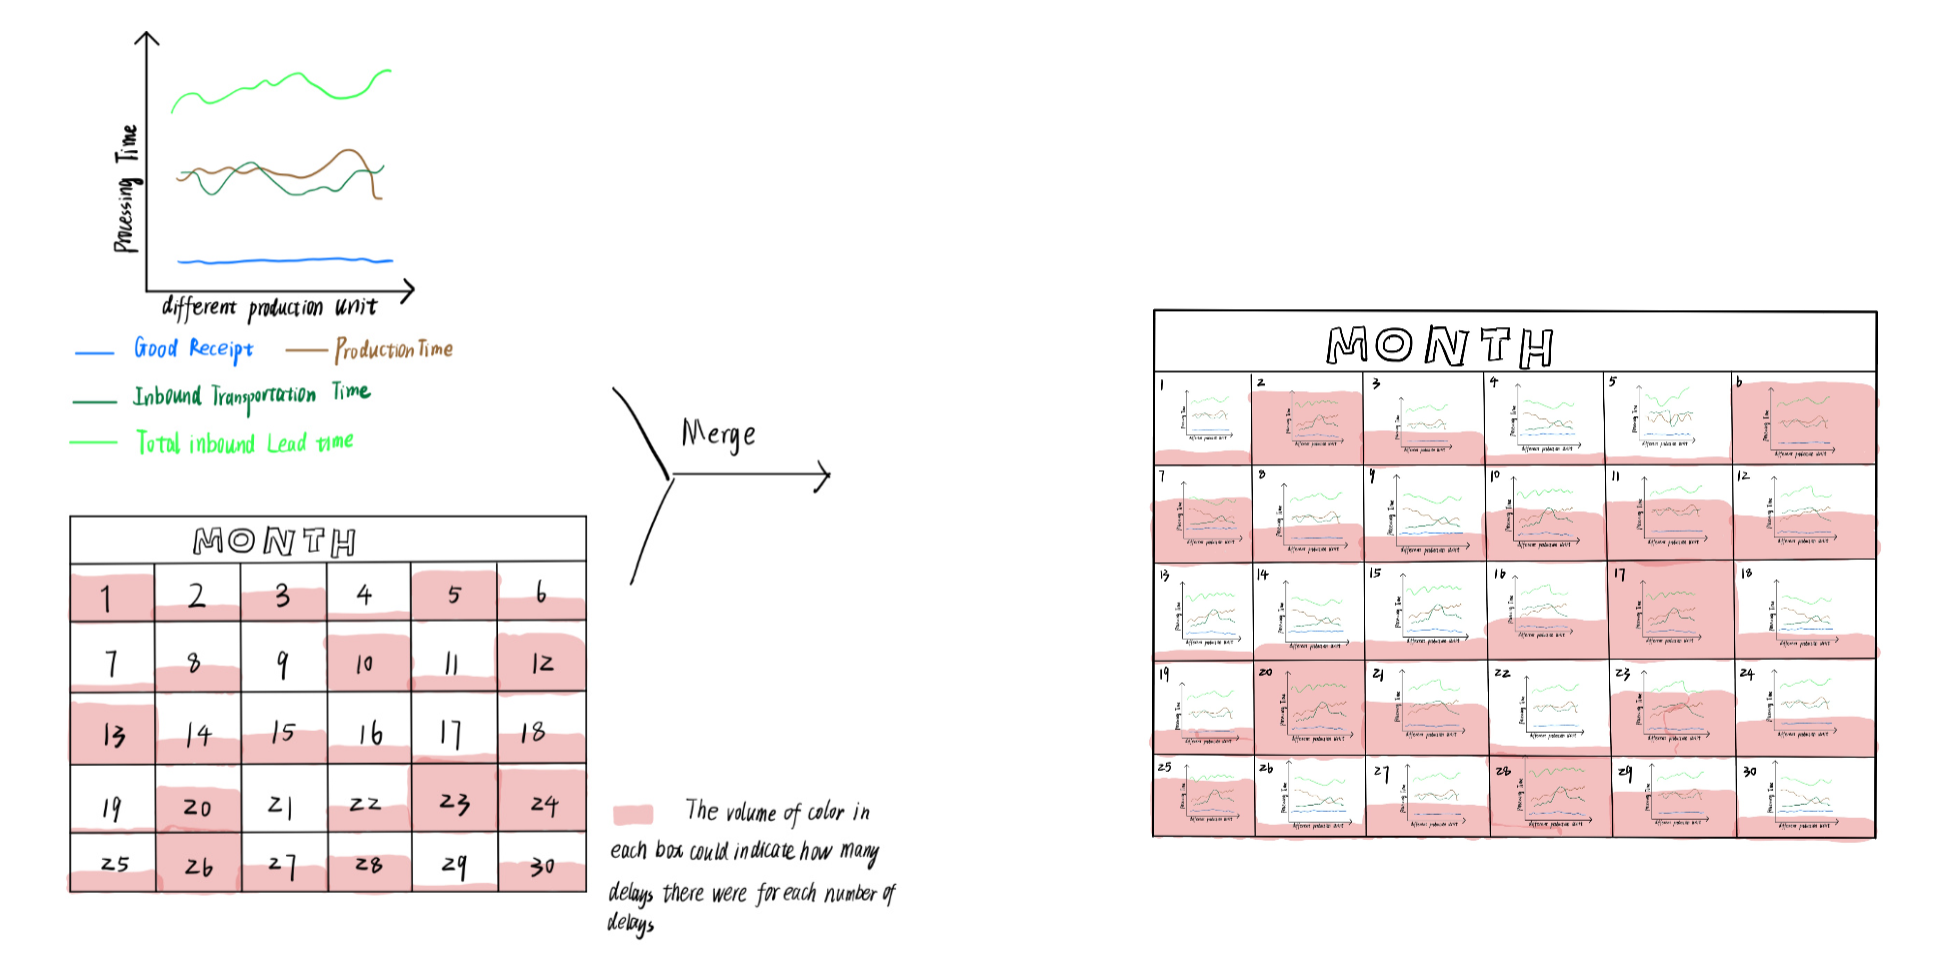 Processing Time
different production unit
Good Receipt
Production Time
Inbound Transportation Time
Total inbound Lead time
MONTH
1 2 3 4 5 6
7 8 9 10 11 12
13 14 15 16 17 18
19 20 21 22 23 24
25 26 27 28 29 30
Merge
The volume of color in
each box could indicate how many
delays there were for each number of
delays
MONTH
1 2 3 4 5 6
7 8 9 10 11 12
13 14 15 16 17 18
19 20 21 22 23 24
25 26 27 28 29 30